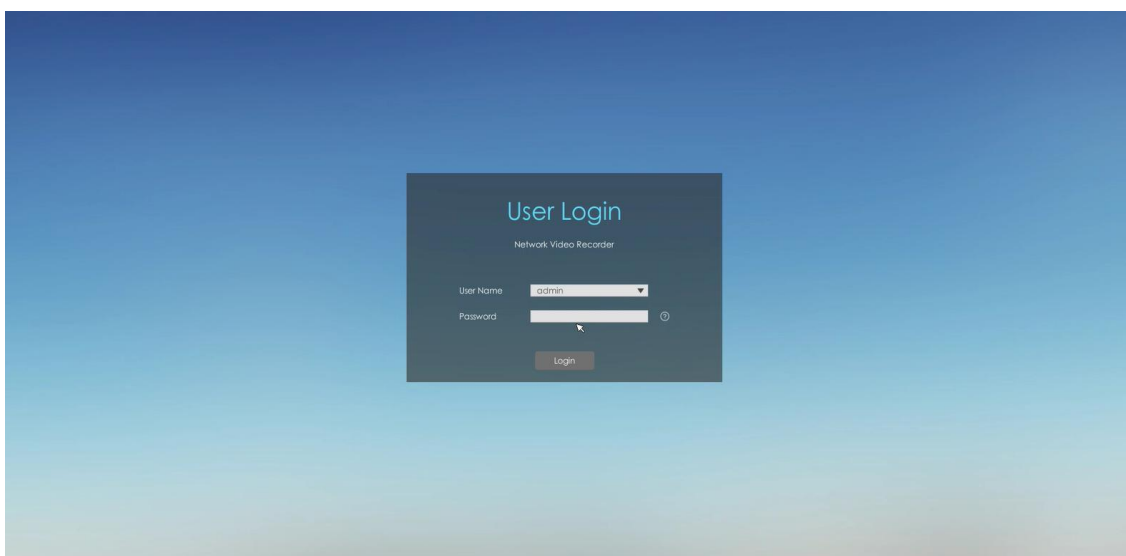 User Login
Network Video Recorder
User Name admin
Password
Login